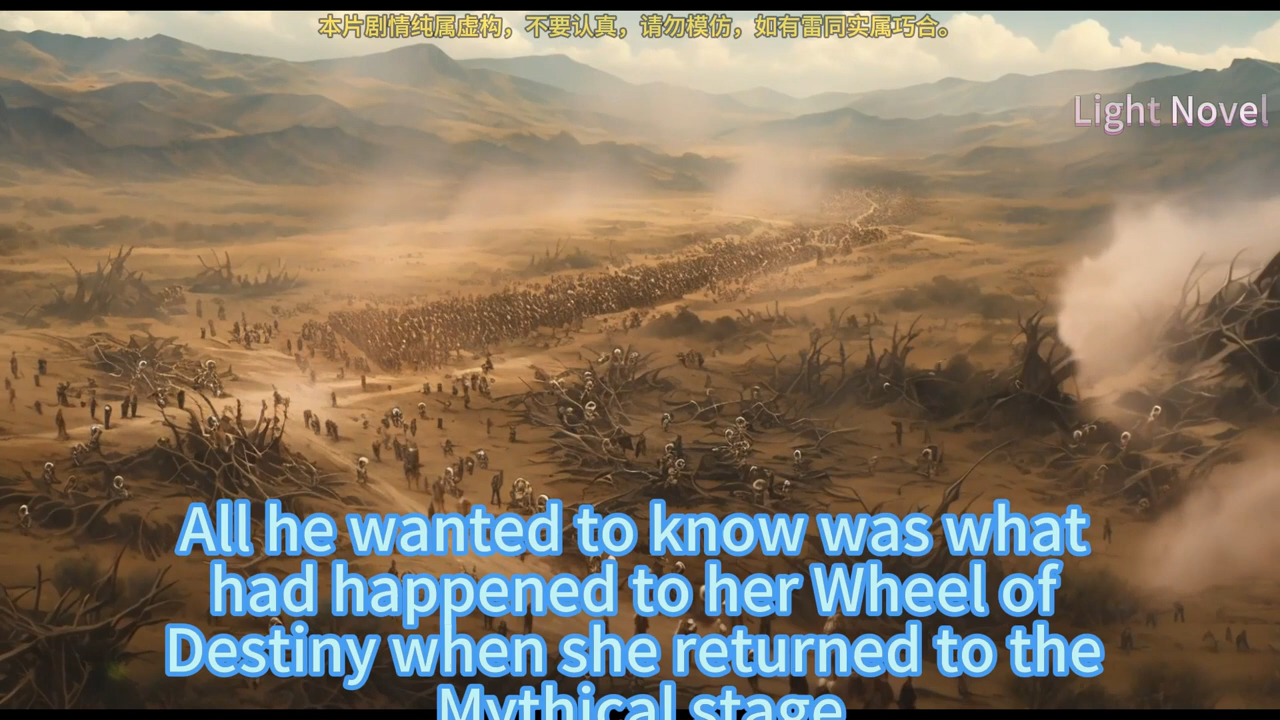 本片剧情纯属虚构，不要认真，请勿模仿，如有雷同实属巧合。
Light Novel
All he wanted to know was what
had happened to her Wheel of
Destiny when she returned to the
Mythical stage